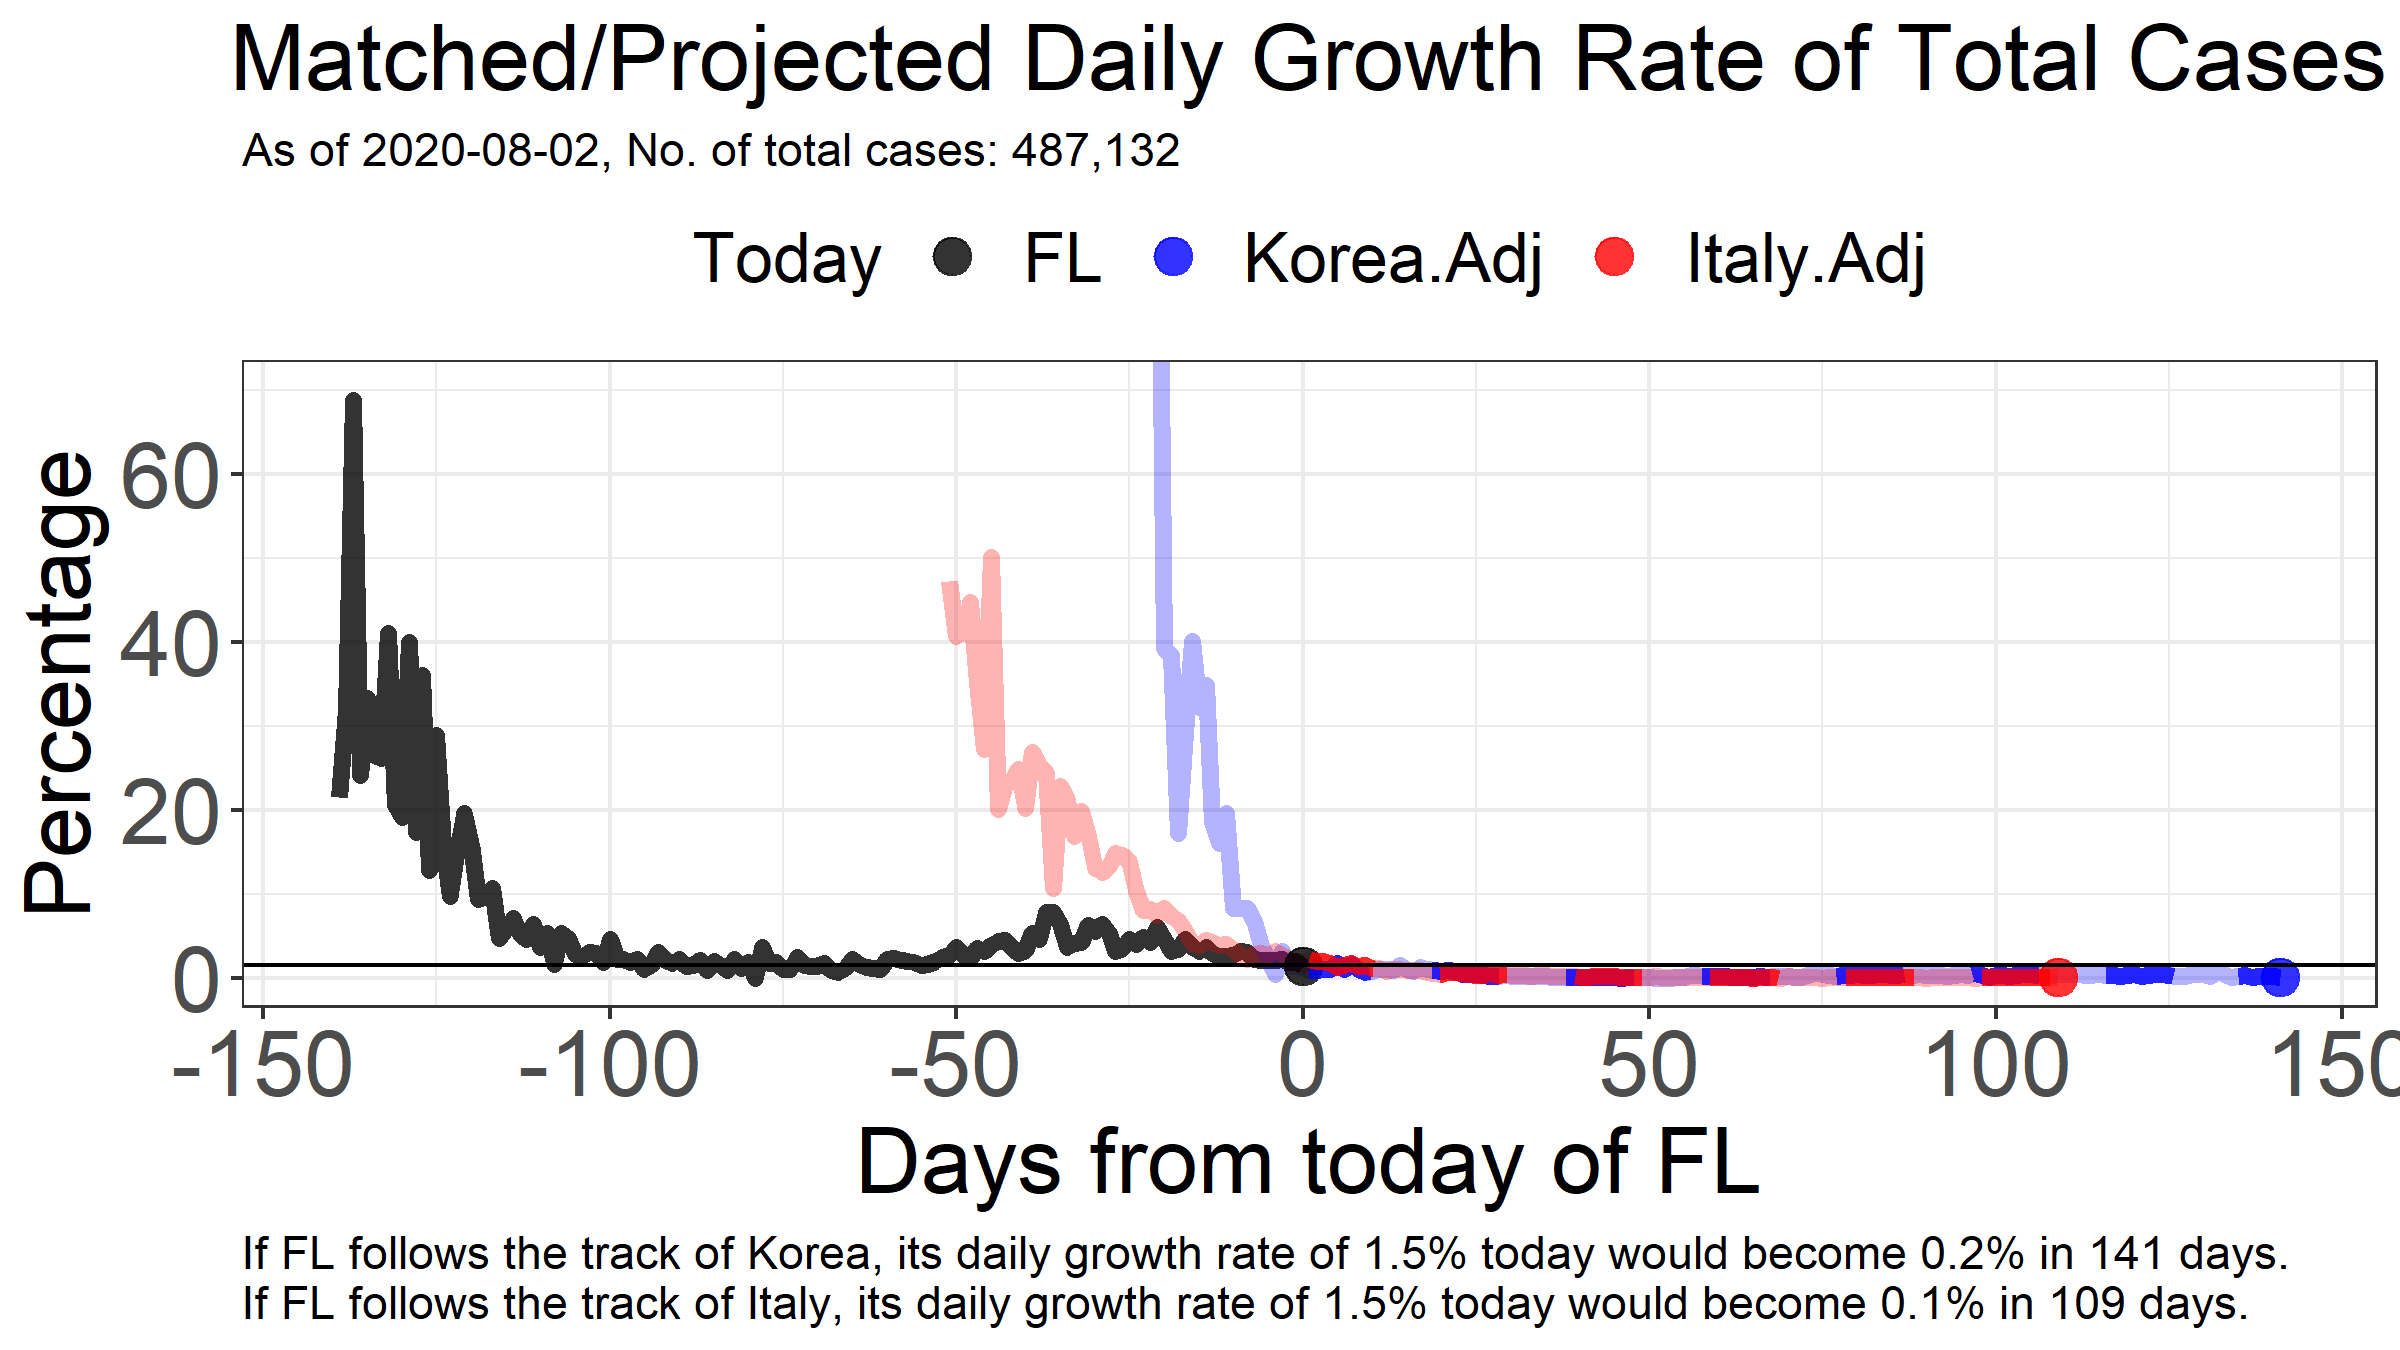 Matched/Projected Daily Growth Rate of Total Cases
As of 2020-08-02, No. of total cases: 487,132
Today FL Korea.Adj Italy.Adj
Percentage
60
40
20
0
-150 -100 -50 0 50 100 150
Days from today of FL
If FL follows the track of Korea, its daily growth rate of 1.5% today would become 0.2% in 141 days.
If FL follows the track of Italy, its daily growth rate of 1.5% today would become 0.1% in 109 days.